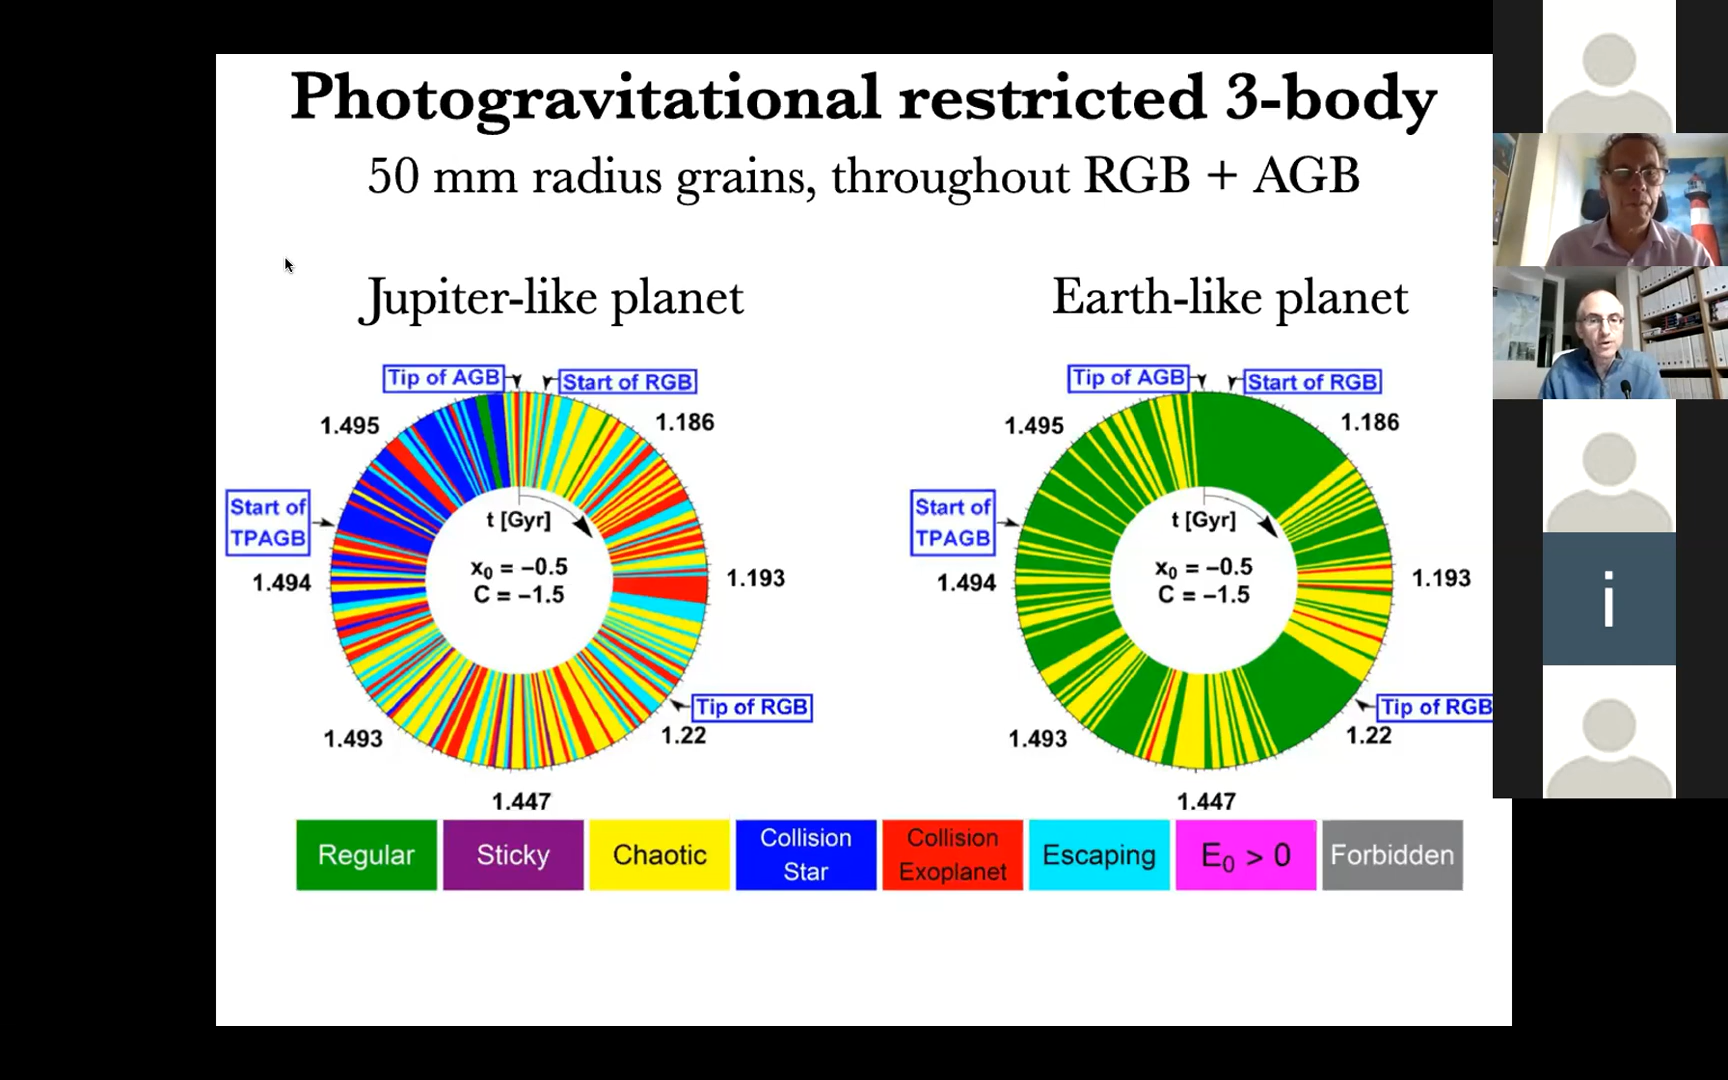 Photogravitational restricted 3-body
50 mm radius grains, throughout RGB + AGB
Jupiter-like planet
Tip of AGB
Start of RGB
1.495
1.186
Start of
TPAGB
t [Gyr]
x₀ = −0.5
C = −1.5
1.494
1.193
Tip of RGB
1.493
1.22
1.447
Earth-like planet
Tip of AGB
Start of RGB
1.495
1.186
Start of
TPAGB
t [Gyr]
x₀ = −0.5
C = −1.5
1.494
1.193
Tip of RGB
1.493
1.22
1.447
Regular
Sticky
Chaotic
Collision
Star
Collision
Exoplanet
Escaping
E₀ > 0
Forbidden
i